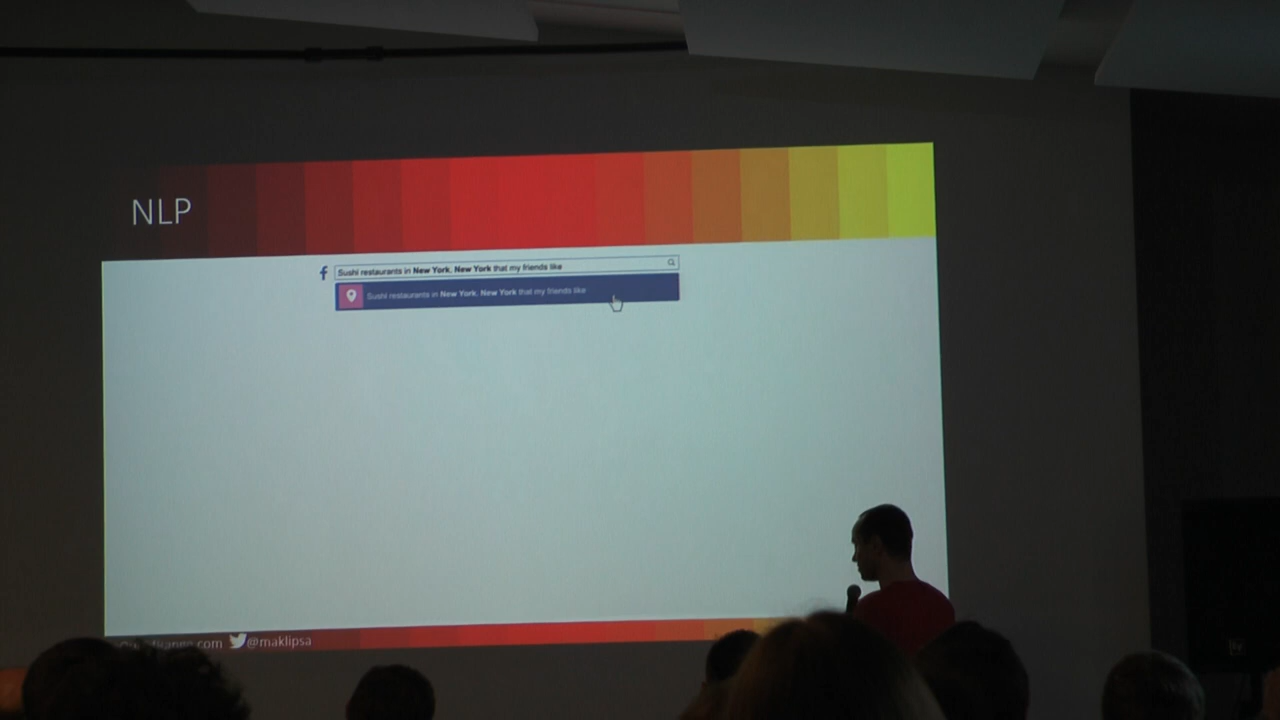 NLP
f Sushi restaurants in New York, New York that my friends like
Sushi restaurants in New York, New York that my friends like
.com @maklipsa